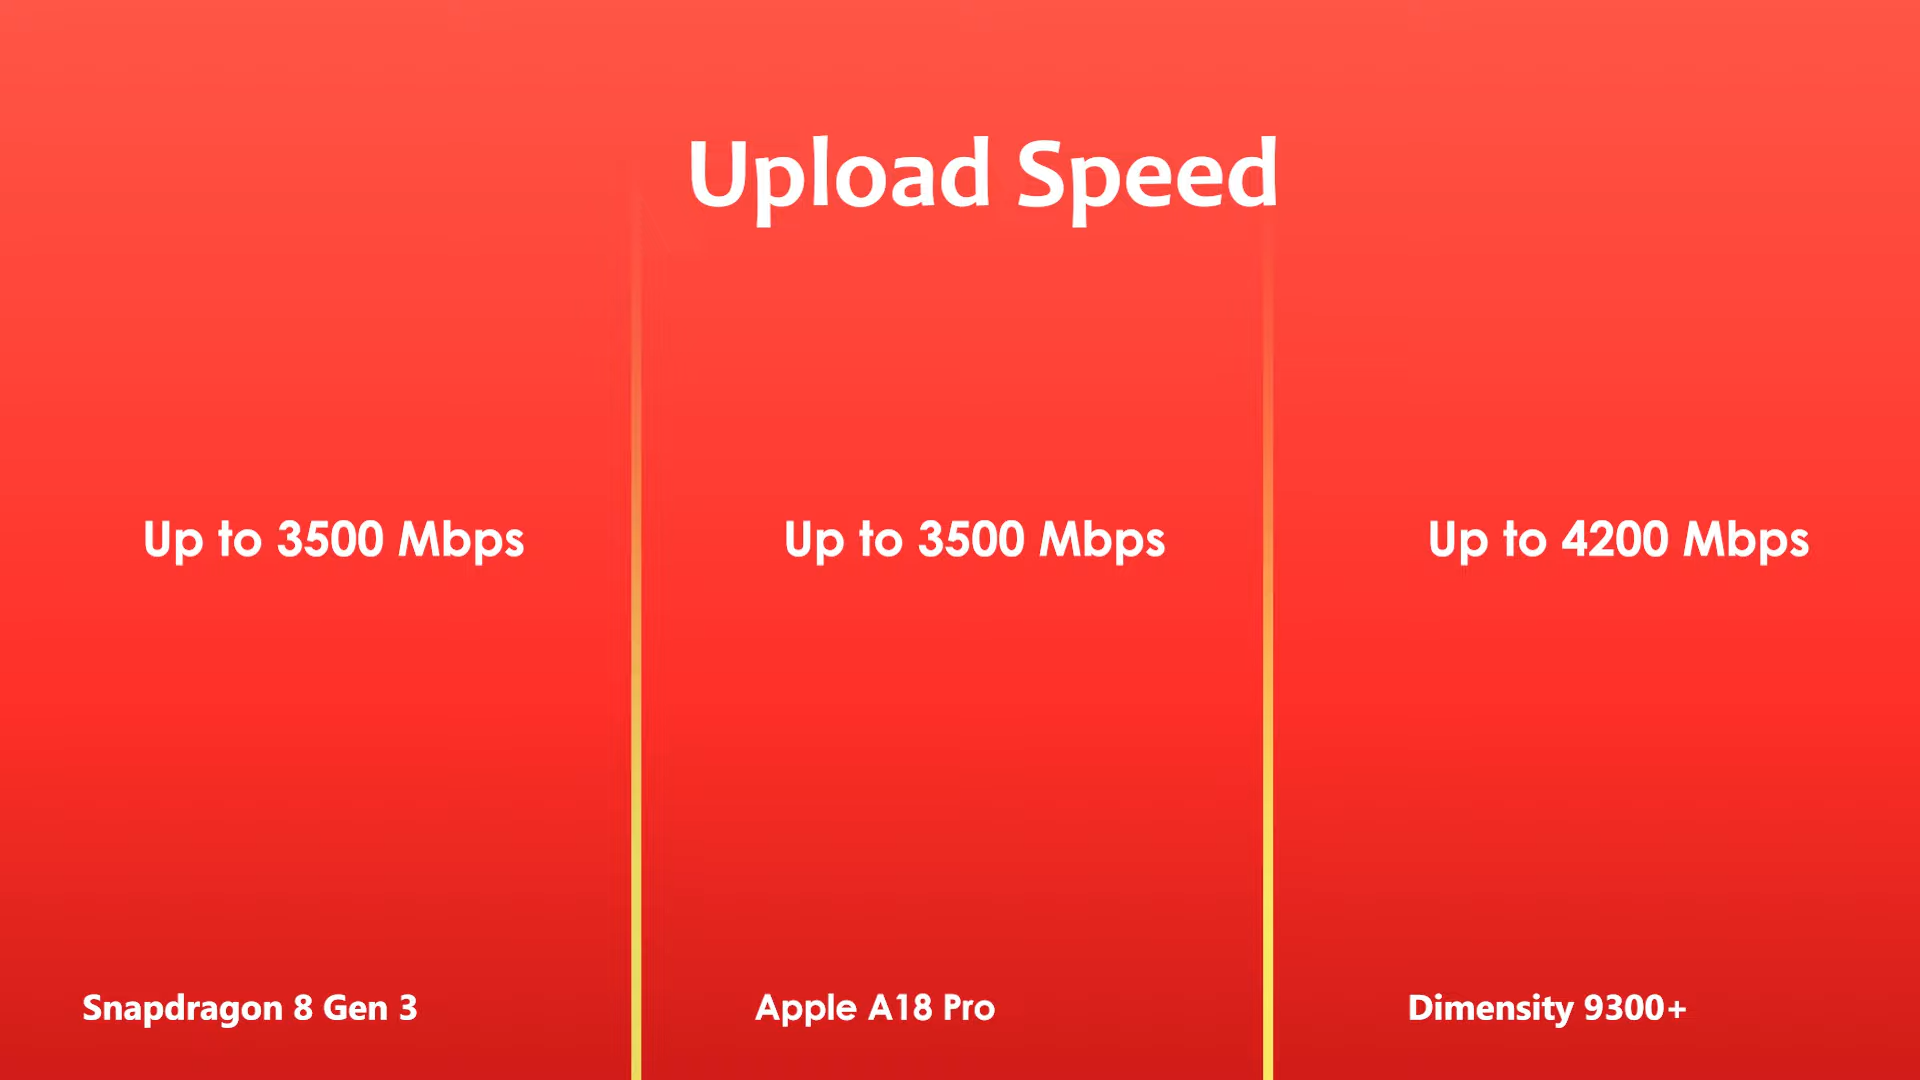 Upload Speed
Up to 3500 Mbps
Up to 3500 Mbps
Up to 4200 Mbps
Snapdragon 8 Gen 3
Apple A18 Pro
Dimensity 9300+